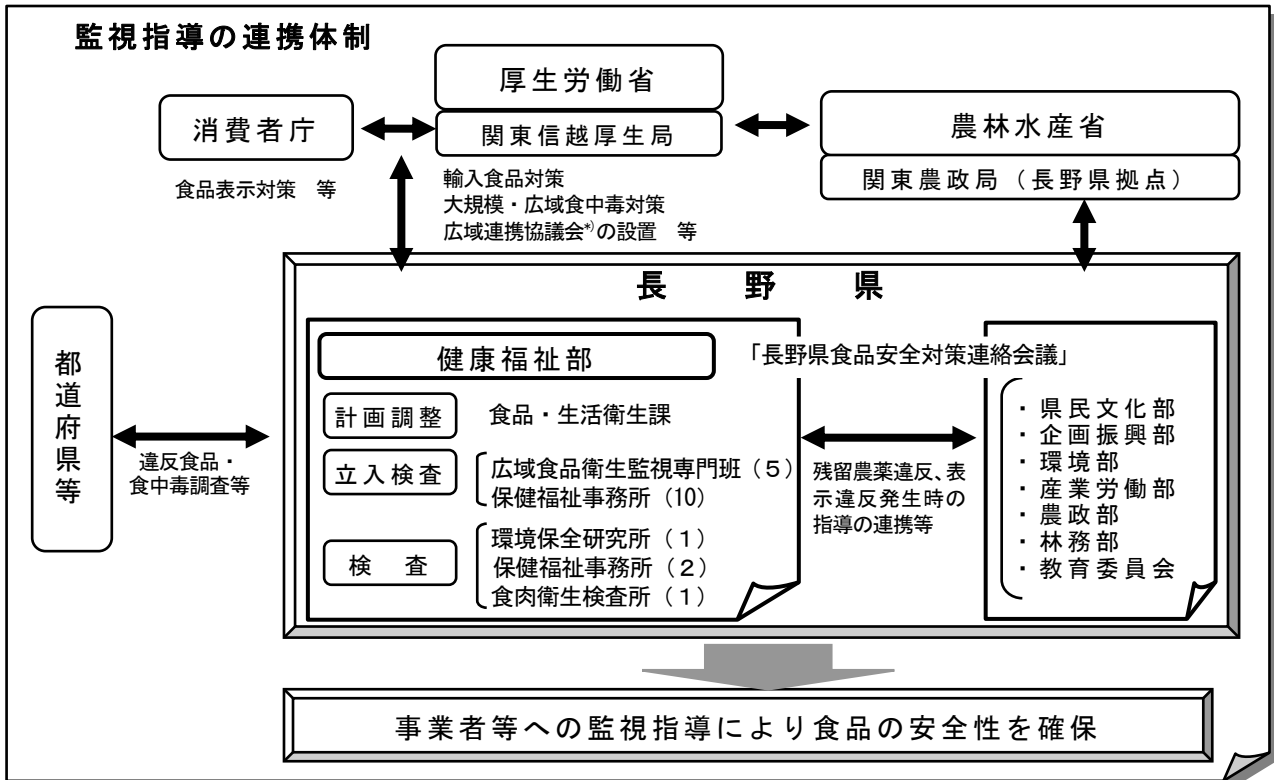 監視指導の連携体制
厚生労働省
関東信越厚生局
消費者庁
農林水産省
関東農政局（長野県拠点）
食品表示対策　等
輸入食品対策
大規模・広域食中毒対策
広域連携協議会*)の設置　等
長　野　県
都道府県等
違反食品・
食中毒調査等
健康福祉部
「長野県食品安全対策連絡会議」
計画調整
食品・生活衛生課
立入検査
広域食品衛生監視専門班（５）
保健福祉事務所（10）
検　査
環境保全研究所（１）
保健福祉事務所（２）
食肉衛生検査所（１）
残留農薬違反、表
示違反発生時の
指導の連携等
・県民文化部
・企画振興部
・環境部
・産業労働部
・農政部
・林務部
・教育委員会
事業者等への監視指導により食品の安全性を確保